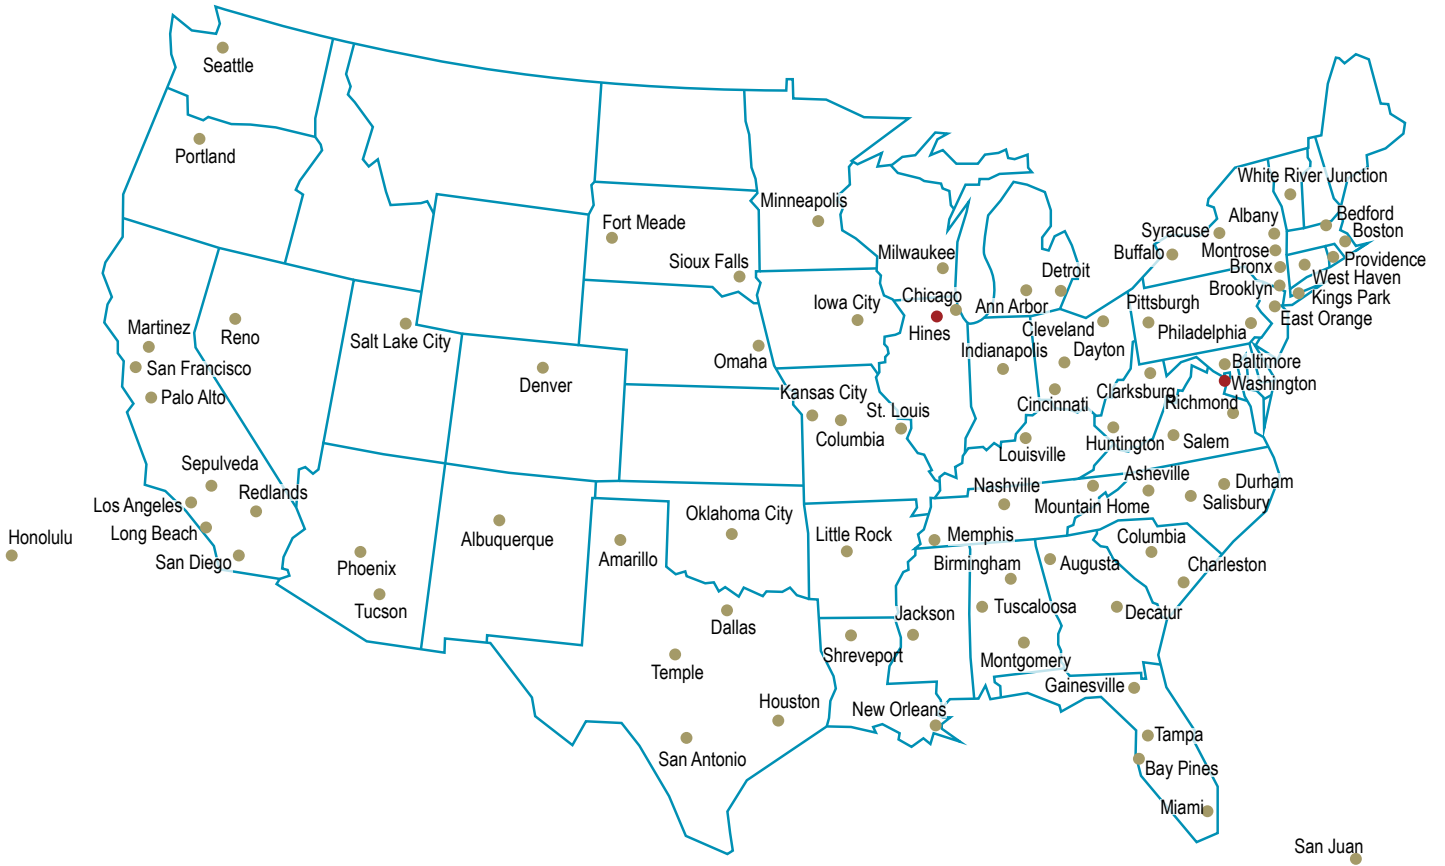 Seattle
Portland
White River Junction
Minneapolis
Fort Meade
Albany
Bedford
Syracuse
Boston
Buffalo
Montrose
Milwaukee
Sioux Falls
Providence
Bronx
Detroit
West Haven
Brooklyn
Chicago
Kings Park
Iowa City
Ann Arbor
Pittsburgh
East Orange
Martinez
Reno
Hines
Cleveland
Philadelphia
Salt Lake City
Indianapolis
Dayton
Omaha
Baltimore
San Francisco
Denver
Washington
Palo Alto
Kansas City
Clarksburg
Cincinnati
Richmond
St. Louis
Columbia
Huntington
Salem
Louisville
Sepulveda
Asheville
Durham
Redlands
Nashville
Los Angeles
Mountain Home
Salisbury
Oklahoma City
Long Beach
Honolulu
Albuquerque
Little Rock
Memphis
Columbia
San Diego
Amarillo
Phoenix
Birmingham
Augusta
Charleston
Tucson
Tuscaloosa
Jackson
Decatur
Dallas
Shreveport
Montgomery
Temple
Gainesville
Houston
New Orleans
Tampa
San Antonio
Bay Pines
Miami
San Juan